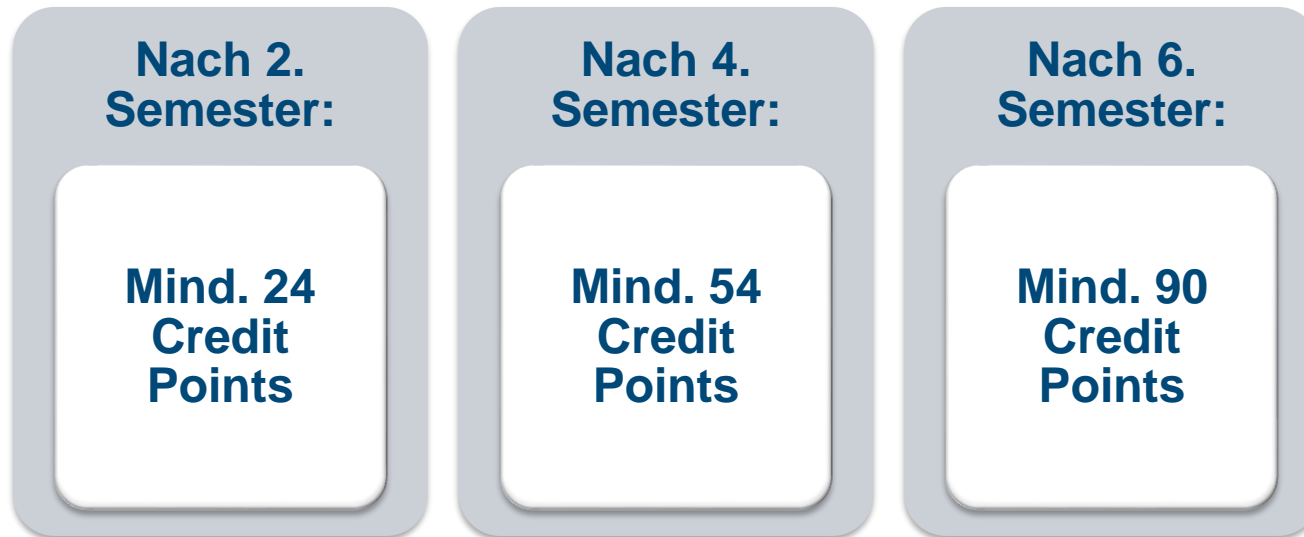 Nach 2.
Semester:
Mind. 24
Credit
Points
Nach 4.
Semester:
Mind. 54
Credit
Points
Nach 6.
Semester:
Mind. 90
Credit
Points